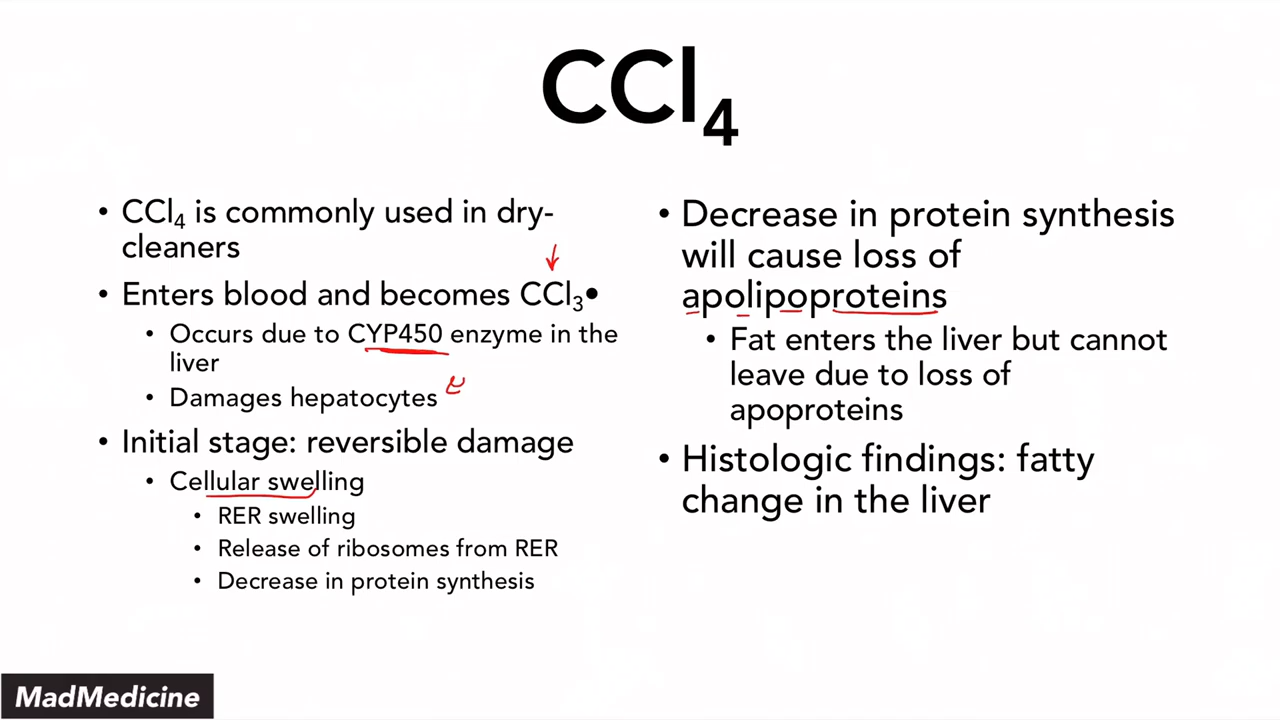 CCl₄
• CCl₄ is commonly used in dry-
cleaners
• Enters blood and becomes CCl₃•
• Occurs due to CYP450 enzyme in the
liver
• Damages hepatocytes
• Initial stage: reversible damage
• Cellular swelling
• RER swelling
• Release of ribosomes from RER
• Decrease in protein synthesis
• Decrease in protein synthesis
will cause loss of
apolipoproteins
• Fat enters the liver but cannot
leave due to loss of
apoproteins
• Histologic findings: fatty
change in the liver
MadMedicine